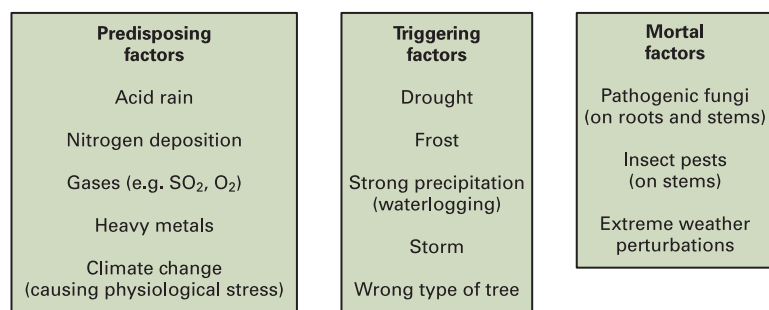 Predisposing
factors
Acid rain
Nitrogen deposition
Gases (e.g. SO₂, O₂)
Heavy metals
Climate change
(causing physiological stress)
Triggering
factors
Drought
Frost
Strong precipitation
(waterlogging)
Storm
Wrong type of tree
Mortal
factors
Pathogenic fungi
(on roots and stems)
Insect pests
(on stems)
Extreme weather
perturbations